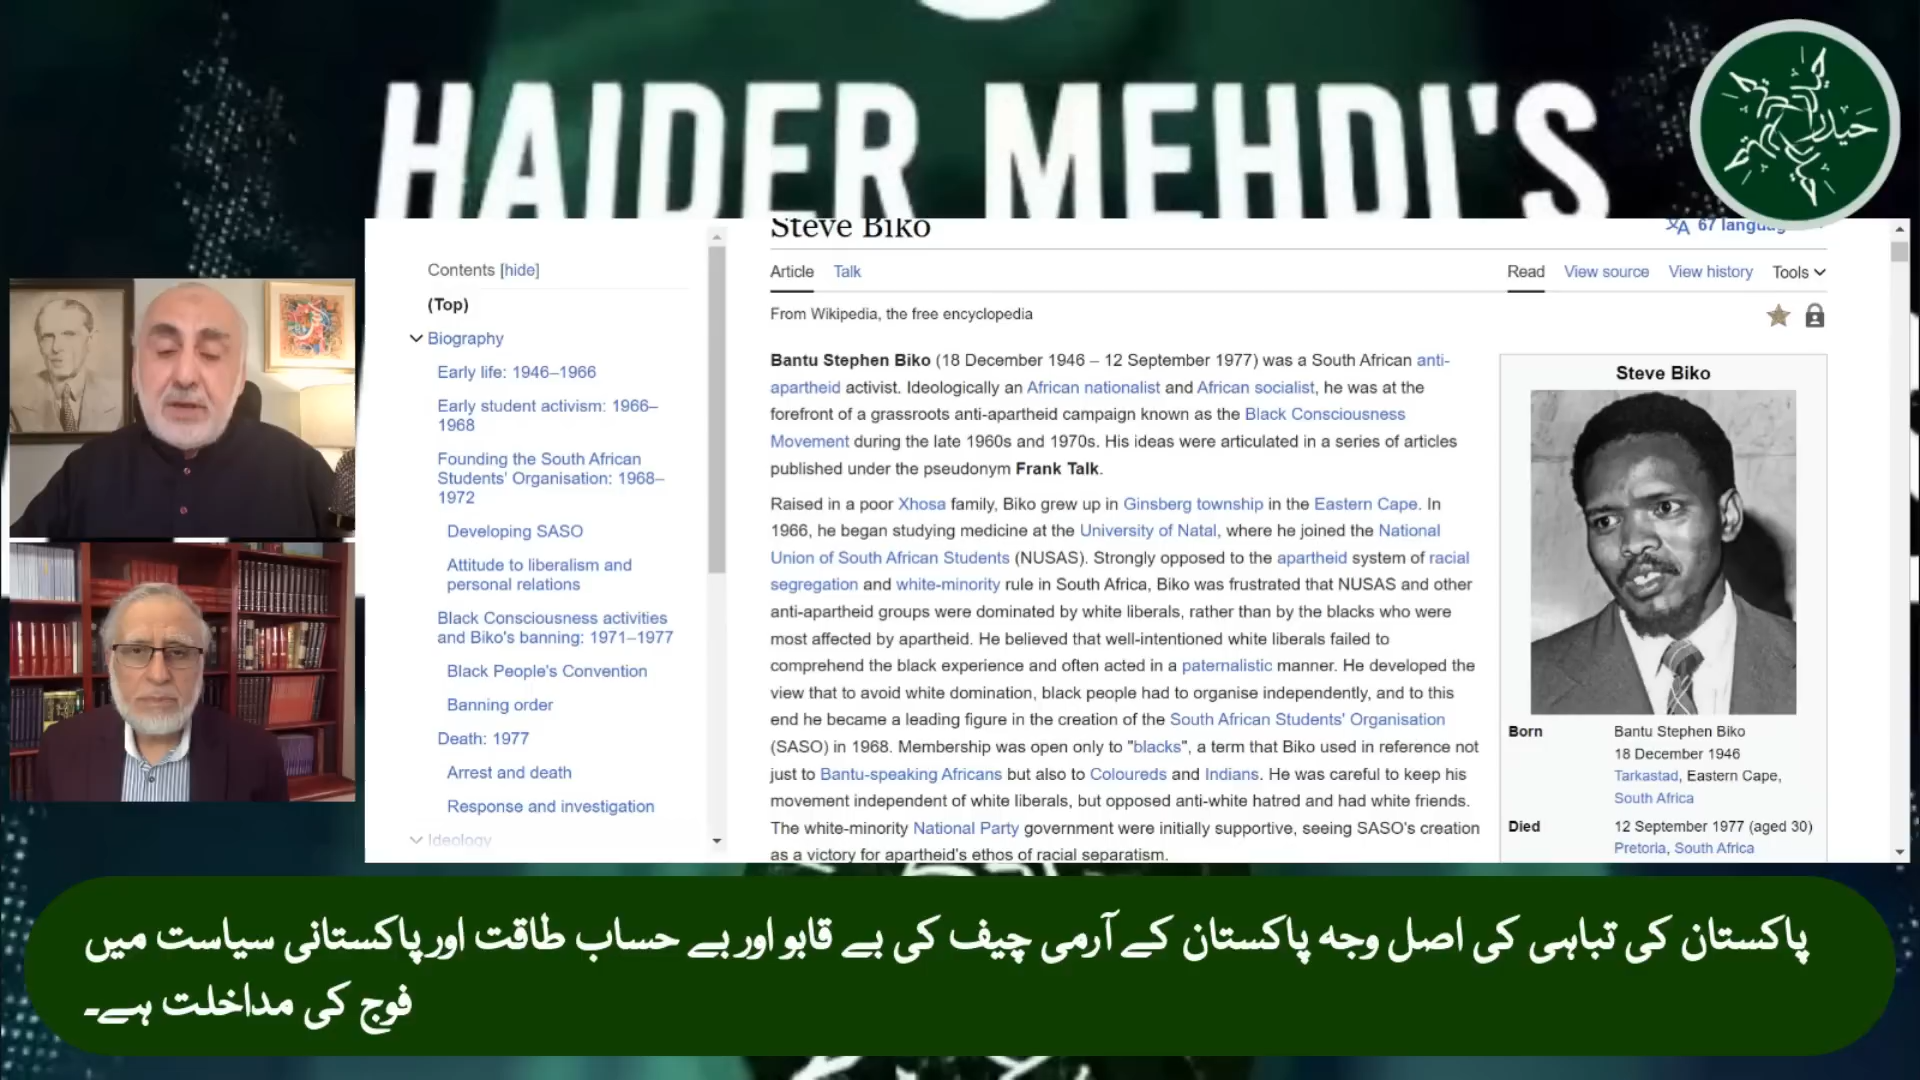 HAIDER MEHDI'S
حیدر
Steve Biko
Contents [hide]
(Top)
Biography
Early life: 1946–1966
Early student activism: 1966–
1968
Founding the South African
Students' Organisation: 1968–
1972
Developing SASO
Attitude to liberalism and
personal relations
Black Consciousness activities
and Biko's banning: 1971–1977
Black People's Convention
Banning order
Death: 1977
Arrest and death
Response and investigation
Ideology
Article Talk
Read View source View history Tools
From Wikipedia, the free encyclopedia
Bantu Stephen Biko (18 December 1946 – 12 September 1977) was a South African anti-
apartheid activist. Ideologically an African nationalist and African socialist, he was at the
forefront of a grassroots anti-apartheid campaign known as the Black Consciousness
Movement during the late 1960s and 1970s. His ideas were articulated in a series of articles
published under the pseudonym Frank Talk.
Raised in a poor Xhosa family, Biko grew up in Ginsberg township in the Eastern Cape. In
1966, he began studying medicine at the University of Natal, where he joined the National
Union of South African Students (NUSAS). Strongly opposed to the apartheid system of racial
segregation and white-minority rule in South Africa, Biko was frustrated that NUSAS and other
anti-apartheid groups were dominated by white liberals, rather than by the blacks who were
most affected by apartheid. He believed that well-intentioned white liberals failed to
comprehend the black experience and often acted in a paternalistic manner. He developed the
view that to avoid white domination, black people had to organise independently, and to this
end he became a leading figure in the creation of the South African Students' Organisation
(SASO) in 1968. Membership was open only to "blacks", a term that Biko used in reference not
just to Bantu-speaking Africans but also to Coloureds and Indians. He was careful to keep his
movement independent of white liberals, but opposed anti-white hatred and had white friends.
The white-minority National Party government were initially supportive, seeing SASO's creation
as a victory for apartheid's ethos of racial separatism.
Steve Biko
Born Bantu Stephen Biko
18 December 1946
Tarkastad, Eastern Cape,
South Africa
Died 12 September 1977 (aged 30)
Pretoria, South Africa
پاکستان کی تباہی کی اصل وجہ پاکستان کے آرمی چیف کی بے قابو اور بے حساب طاقت اور پاکستانی سیاست میں
فوج کی مداخلت ہے۔